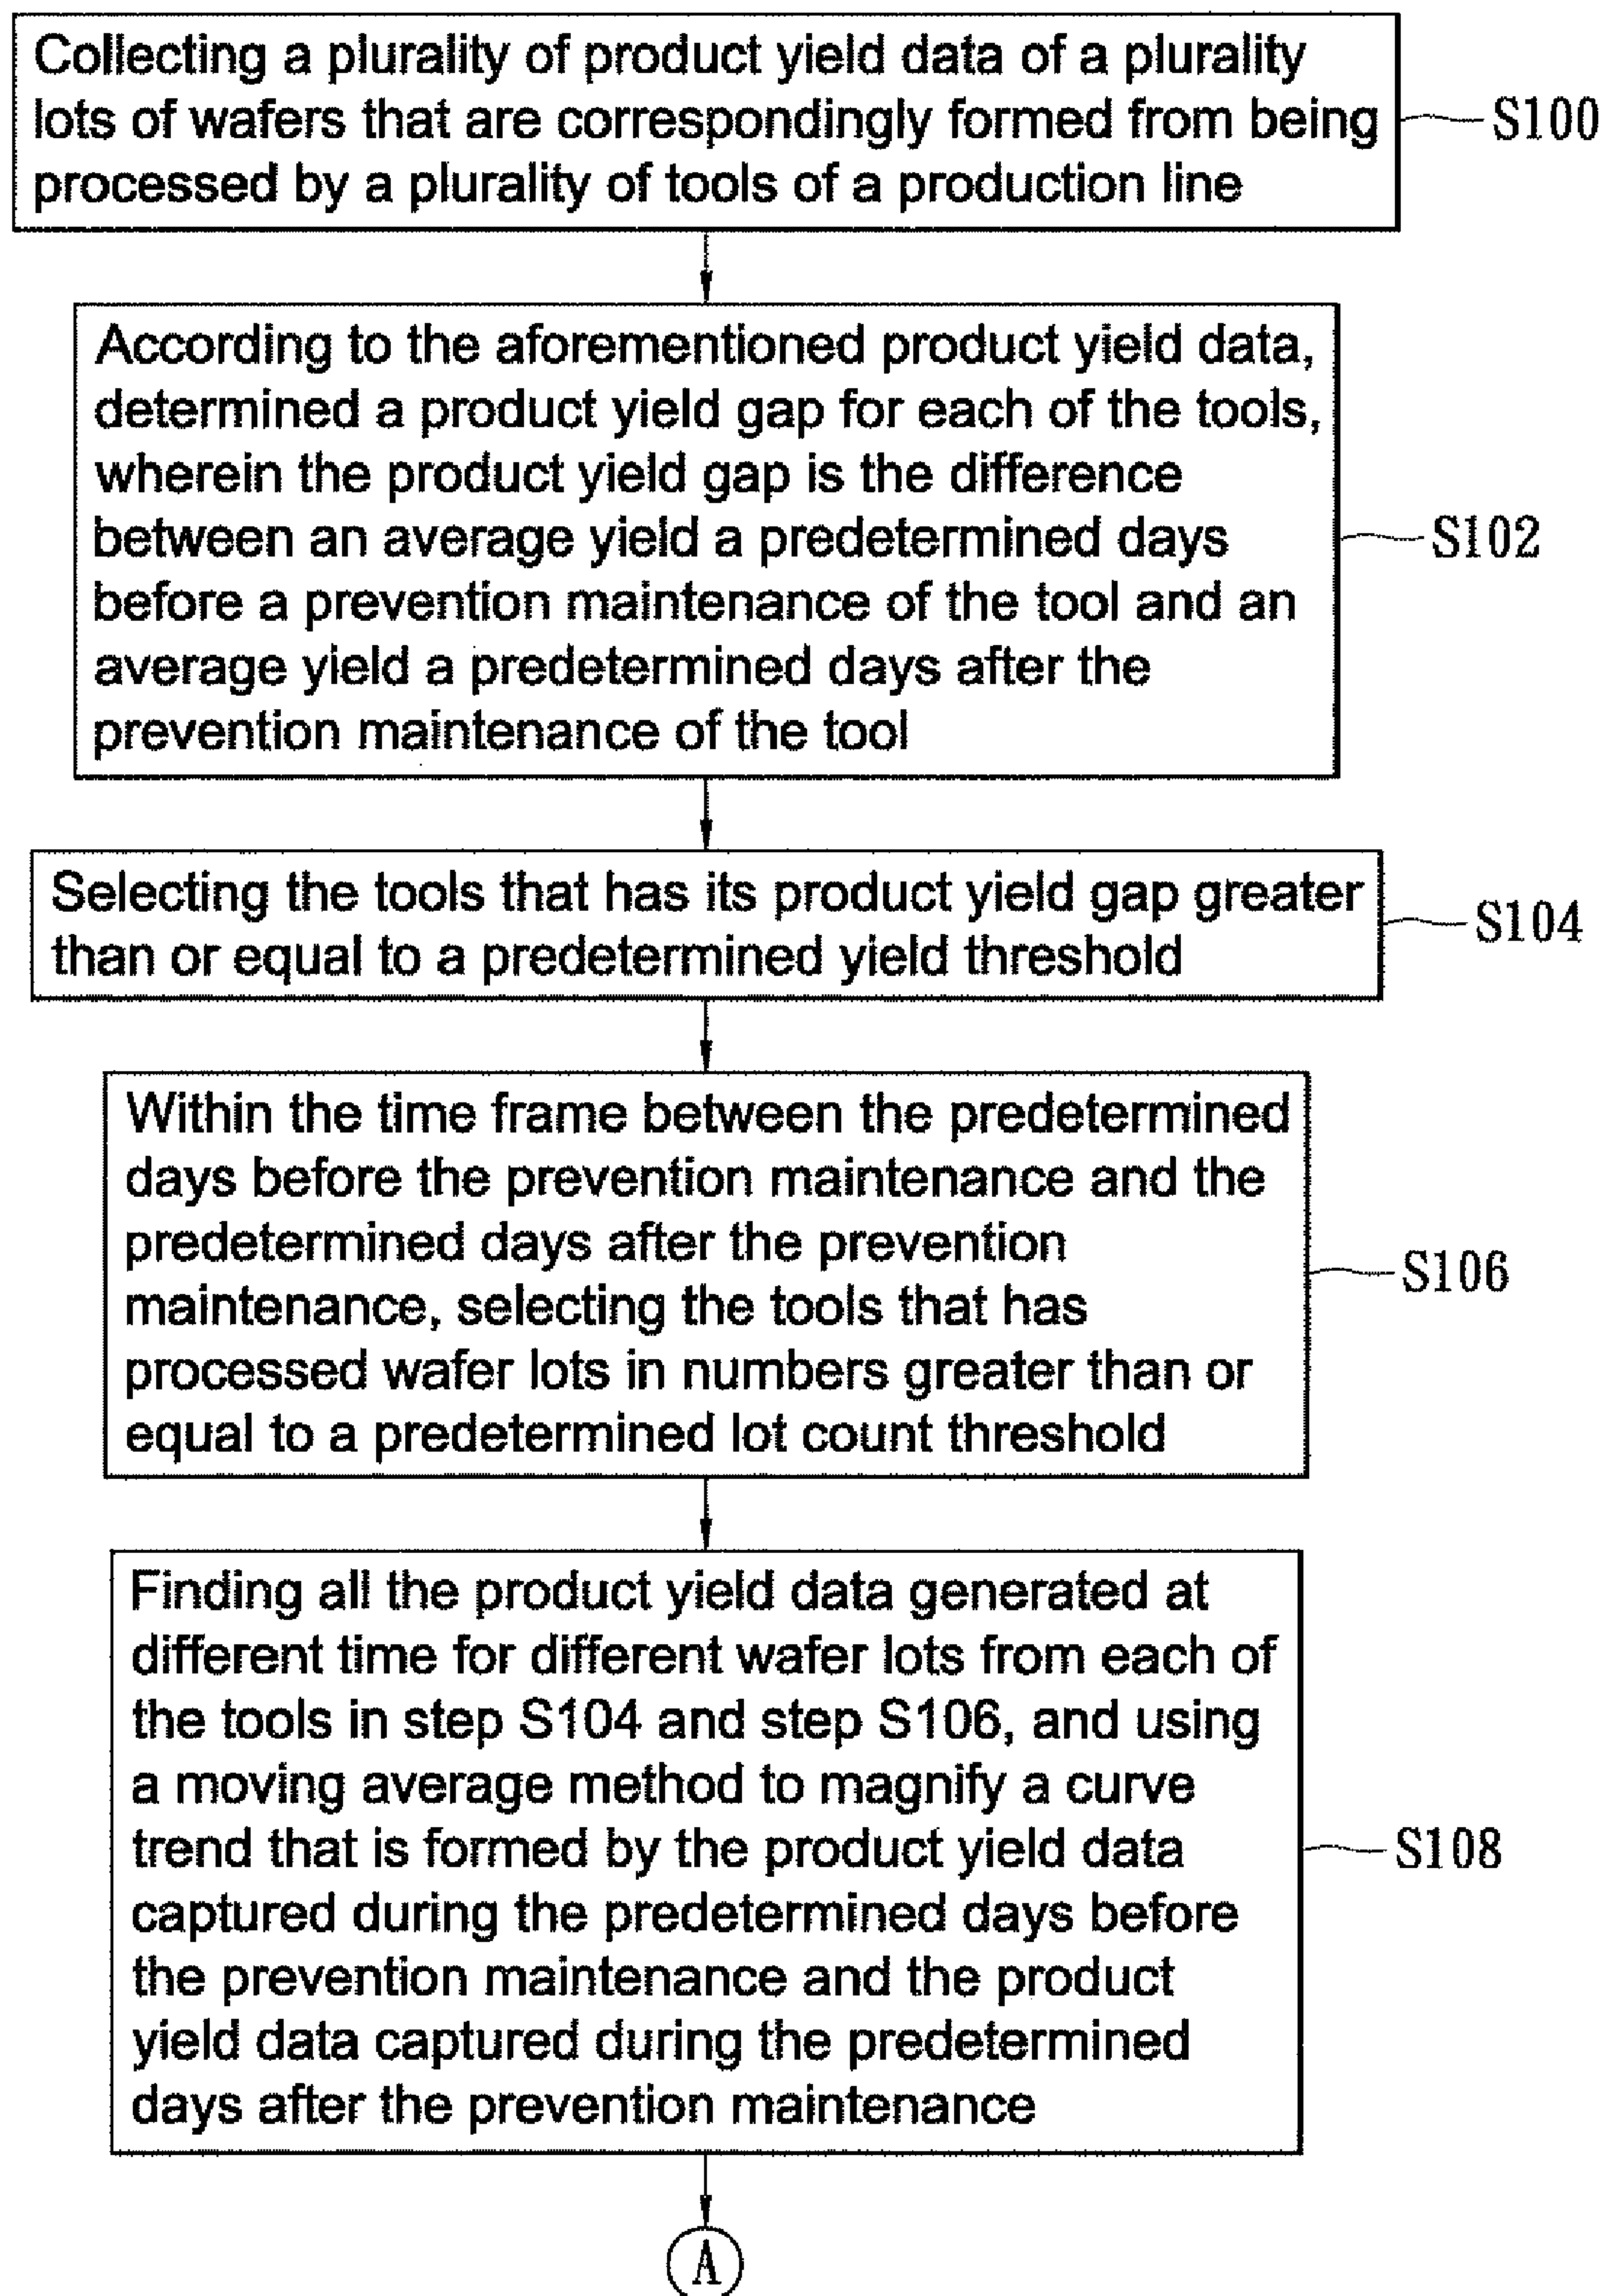 Collecting a plurality of product yield data of a plurality
lots of wafers that are correspondingly formed from being
processed by a plurality of tools of a production line
S100
According to the aforementioned product yield data,
determined a product yield gap for each of the tools,
wherein the product yield gap is the difference
between an average yield a predetermined days
before a prevention maintenance of the tool and an
average yield a predetermined days after the
prevention maintenance of the tool
S102
Selecting the tools that has its product yield gap greater
than or equal to a predetermined yield threshold
S104
Within the time frame between the predetermined
days before the prevention maintenance and the
predetermined days after the prevention
maintenance, selecting the tools that has
processed wafer lots in numbers greater than or
equal to a predetermined lot count threshold
S106
Finding all the product yield data generated at
different time for different wafer lots from each of
the tools in step S104 and step S106, and using
a moving average method to magnify a curve
trend that is formed by the product yield data
captured during the predetermined days before
the prevention maintenance and the product
yield data captured during the predetermined
days after the prevention maintenance
S108
A